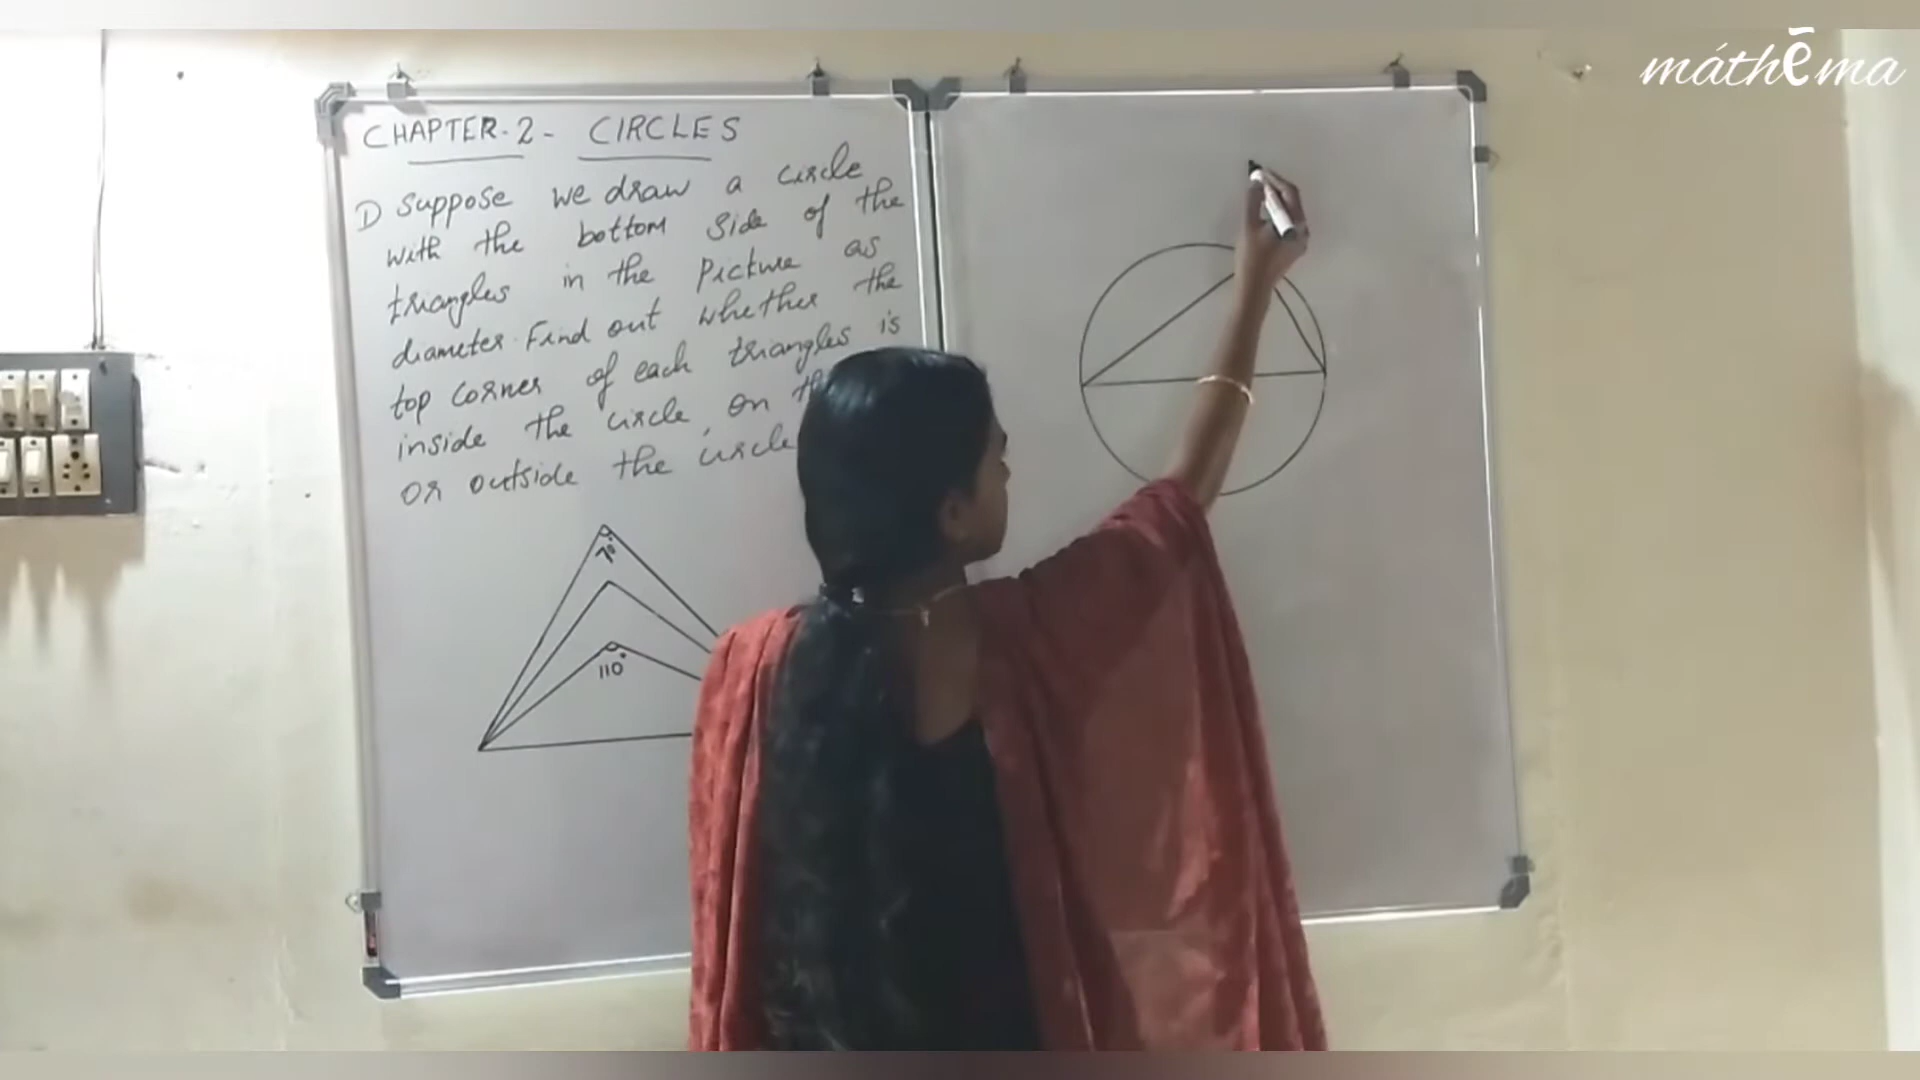 máthēma
CHAPTER-2- CIRCLES
1) Suppose we draw a circle
with the bottom side of the
triangles in the picture as
diameter. Find out whether the
top corner of each triangles is
inside the circle, on
or outside the circle
70°
110°